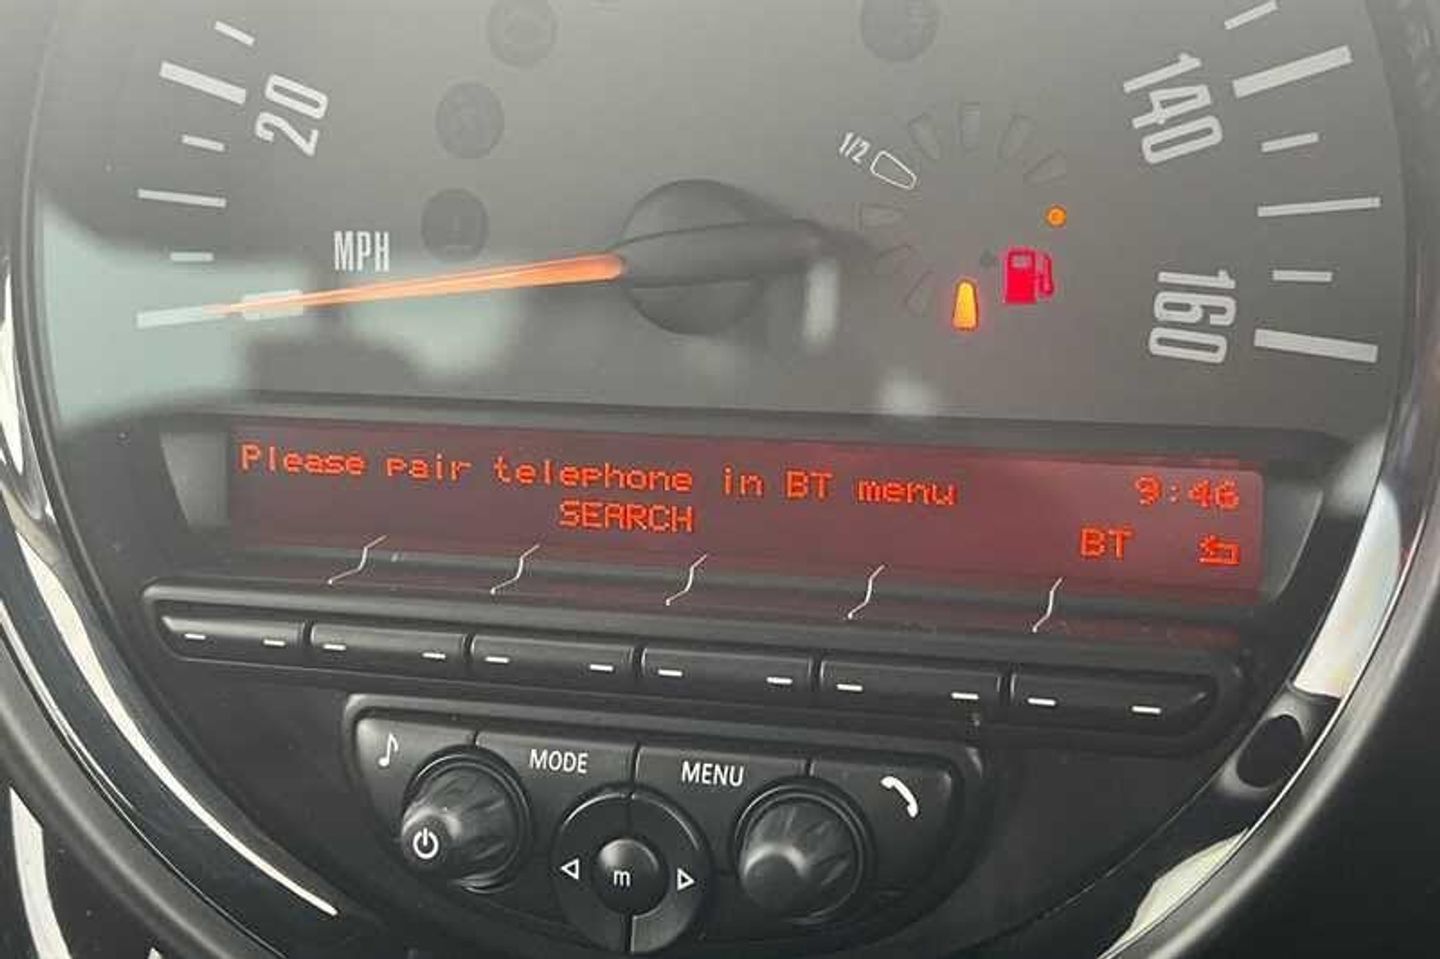 20
140
1/2
MPH
160
Please pair telephone in BT menu 9:46
SEARCH BT
MODE
MENU
m